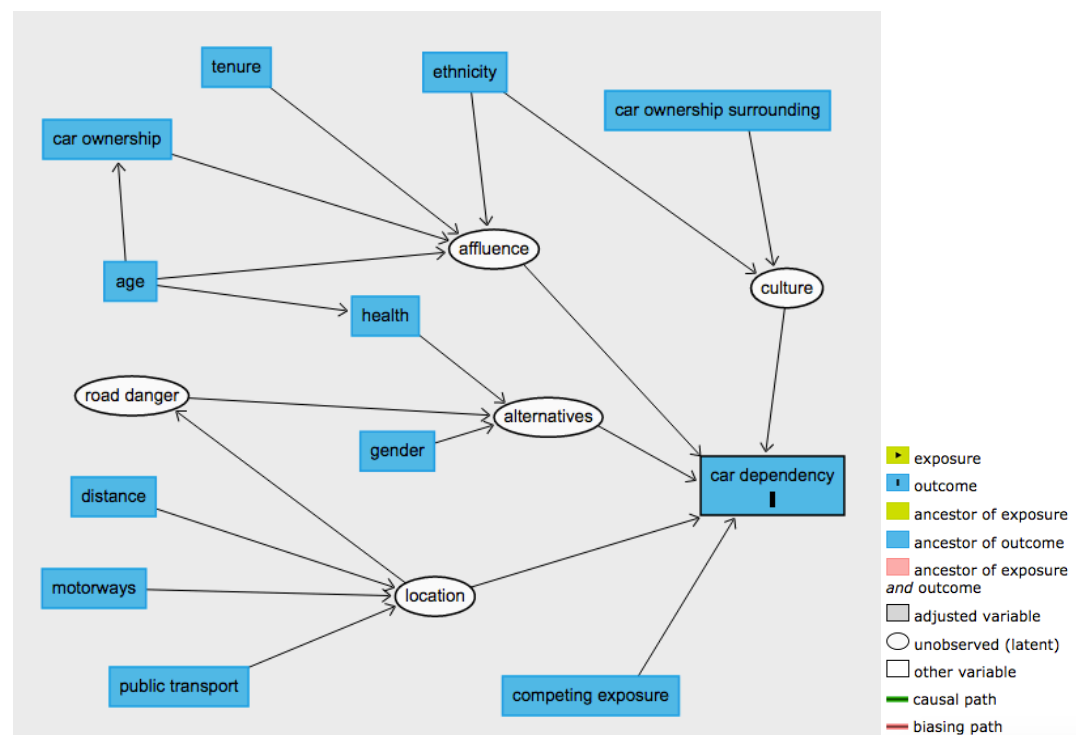 tenure
ethnicity
car ownership surrounding
car ownership
affluence
age
culture
health
road danger
alternatives
gender
car dependency
distance
motorways
location
public transport
competing exposure
exposure
outcome
ancestor of exposure
ancestor of outcome
ancestor of exposure
and outcome
adjusted variable
unobserved (latent)
other variable
causal path
biasing path